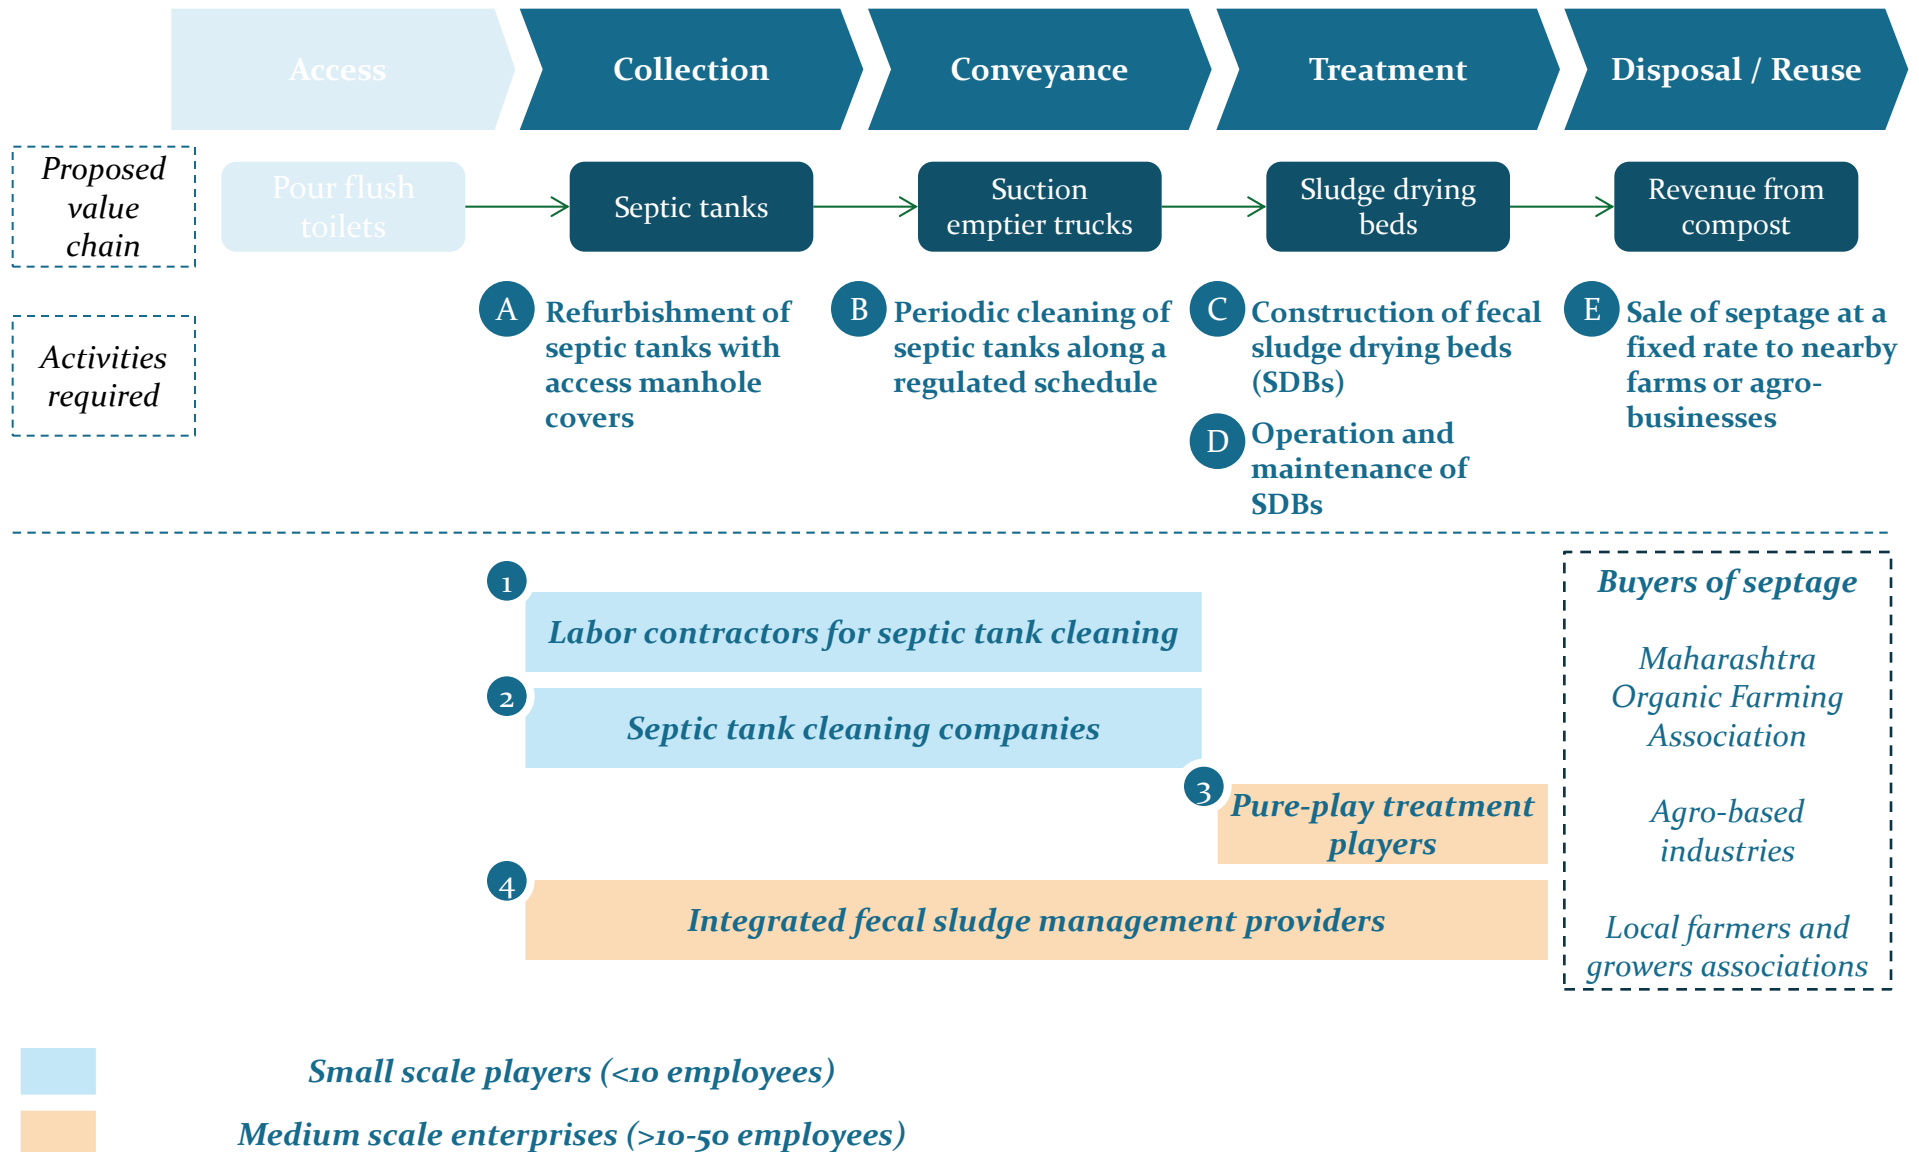 Access
Collection
Conveyance
Treatment
Disposal / Reuse
Proposed
value
chain
Pour flush
toilets
Septic tanks
Suction
emptier trucks
Sludge drying
beds
Revenue from
compost
Activities
required
A
Refurbishment of
septic tanks with
access manhole
covers
B
Periodic cleaning of
septic tanks along a
regulated schedule
C
Construction of fecal
sludge drying beds
(SDBs)
D
Operation and
maintenance of
SDBs
E
Sale of septage at a
fixed rate to nearby
farms or agro-
businesses
1
Labor contractors for septic tank cleaning
2
Septic tank cleaning companies
3
Pure-play treatment
players
4
Integrated fecal sludge management providers
Buyers of septage
Maharashtra
Organic Farming
Association
Agro-based
industries
Local farmers and
growers associations
Small scale players (<10 employees)
Medium scale enterprises (>10-50 employees)